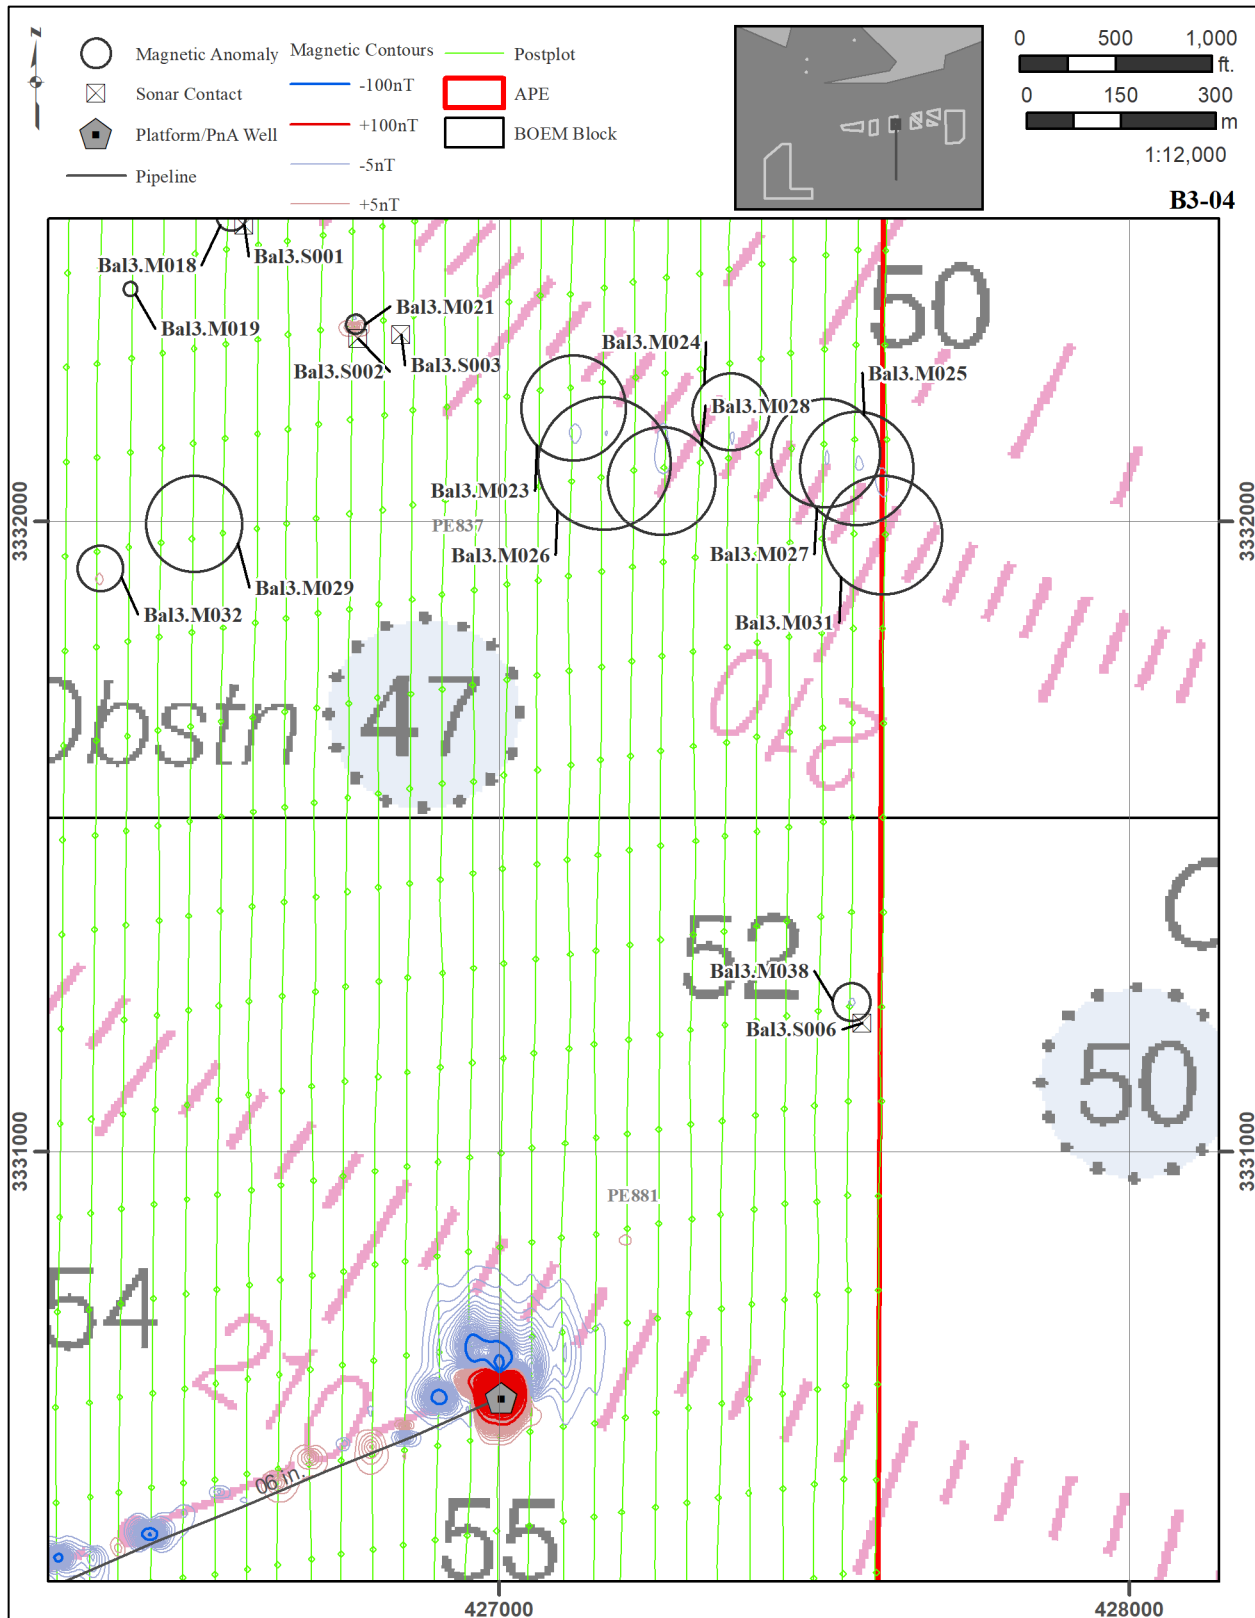 N
Magnetic Anomaly
Sonar Contact
Platform/PnA Well
Pipeline
Magnetic Contours
-100nT
+100nT
-5nT
+5nT
Postplot
APE
BOEM Block
0 500 1,000
ft.
0 150 300
m
1:12,000
B3-04
Bal3.S001
Bal3.M018
50
Bal3.M021
Bal3.M019
Bal3.M024
Bal3.S003
Bal3.S002
Bal3.M025
Bal3.M028
Bal3.M023
3332000
PE837
3332000
Bal3.M026
Bal3.M027
Bal3.M029
Bal3.M032
Bal3.M031
Obstn
47
210
52
Bal3.M038
Bal3.S006
50
3331000
3331000
PE881
54
210
06 in.
55
427000
428000